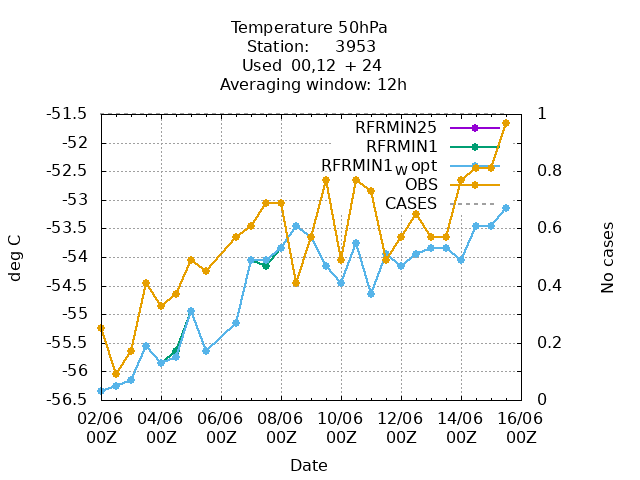 Temperature 50hPa
Station: 3953
Used 00,12 + 24
Averaging window: 12h
-51.5 1
-52
-52.5 0.8
-53
-53.5 0.6
-54
-54.5 0.4
-55
-55.5 0.2
-56
-56.5 0
RFRMIN25
RFRMIN1
RFRMIN1w opt
OBS
CASES
deg C
No cases
02/06 04/06 06/06 08/06 10/06 12/06 14/06 16/06
00Z 00Z 00Z 00Z 00Z 00Z 00Z 00Z
Date